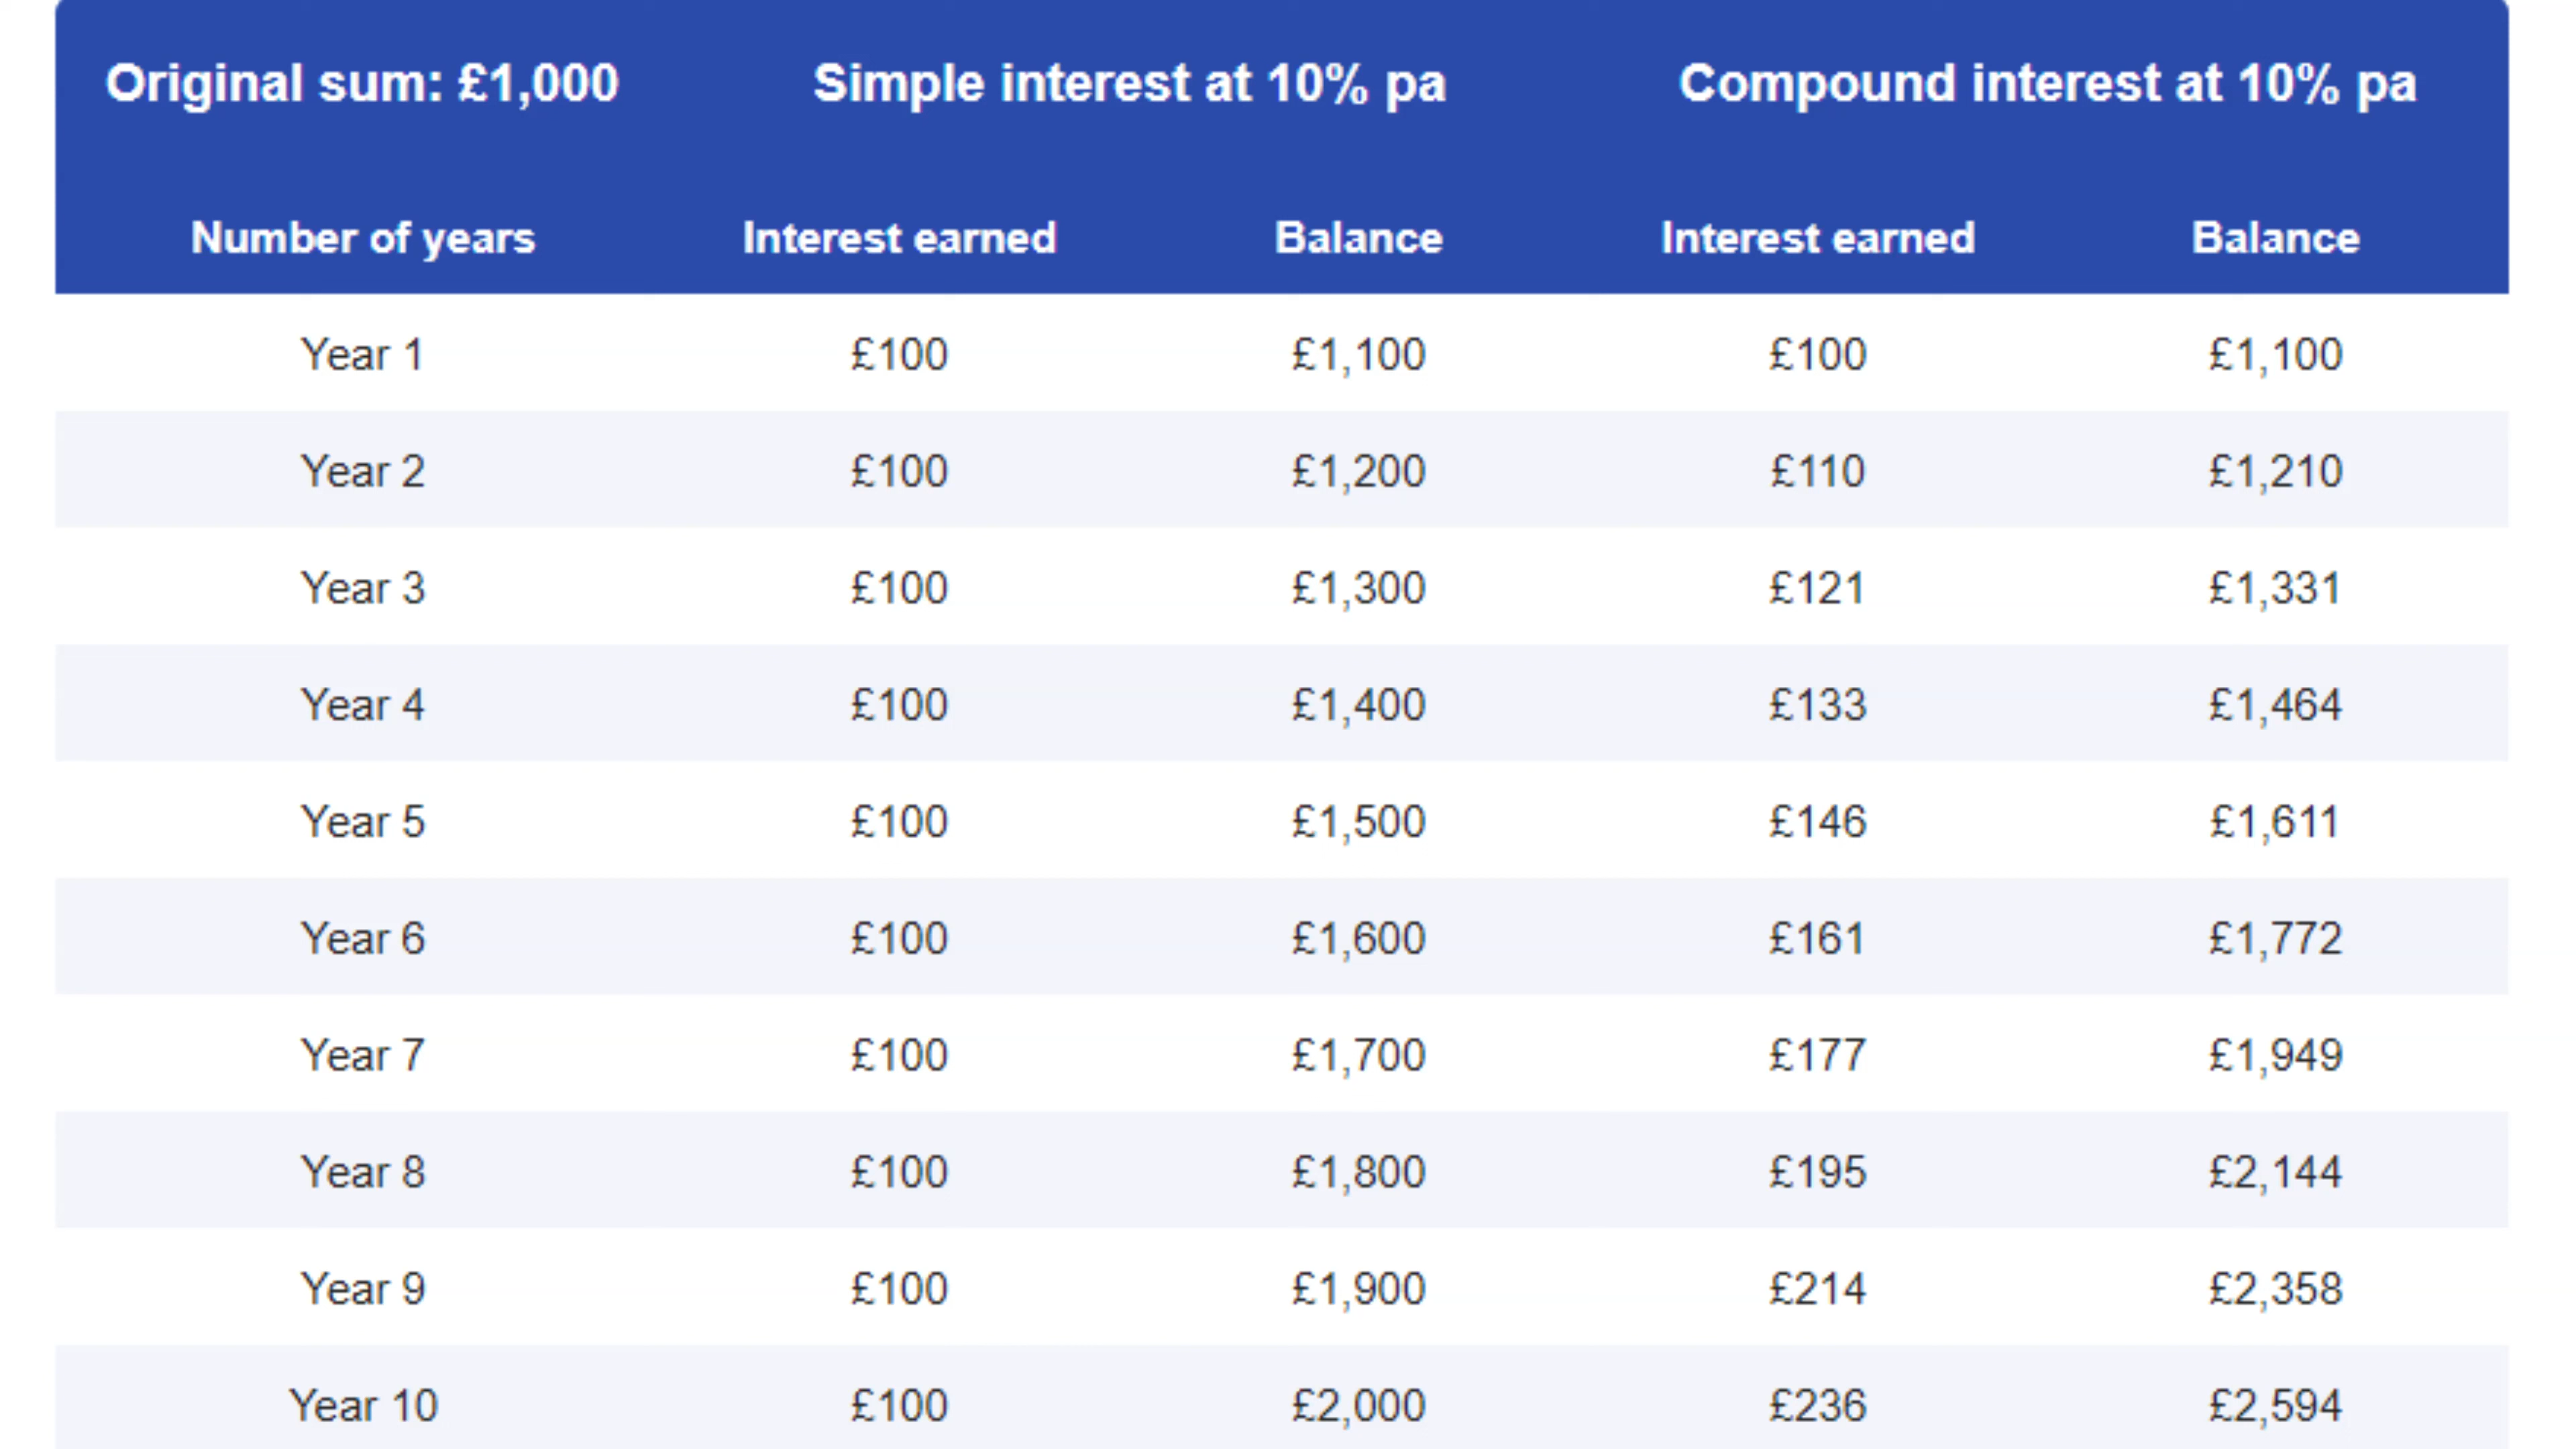 Original sum: £1,000 Simple interest at 10% pa Compound interest at 10% pa
Number of years Interest earned Balance Interest earned Balance
Year 1 £100 £1,100 £100 £1,100
Year 2 £100 £1,200 £110 £1,210
Year 3 £100 £1,300 £121 £1,331
Year 4 £100 £1,400 £133 £1,464
Year 5 £100 £1,500 £146 £1,611
Year 6 £100 £1,600 £161 £1,772
Year 7 £100 £1,700 £177 £1,949
Year 8 £100 £1,800 £195 £2,144
Year 9 £100 £1,900 £214 £2,358
Year 10 £100 £2,000 £236 £2,594